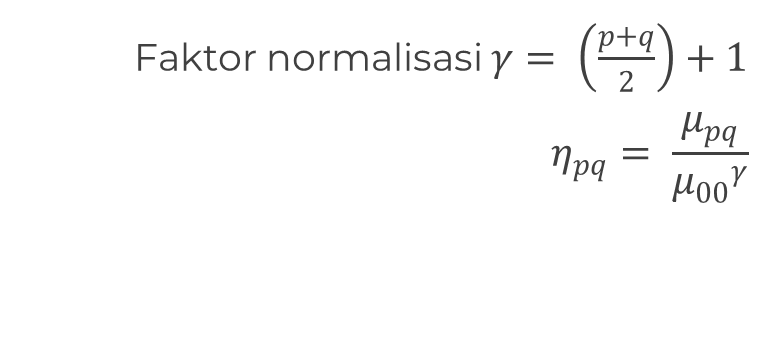 Faktor normalisasi γ = (p+q/2) + 1
η_pq = μ_pq / μ_00^γ